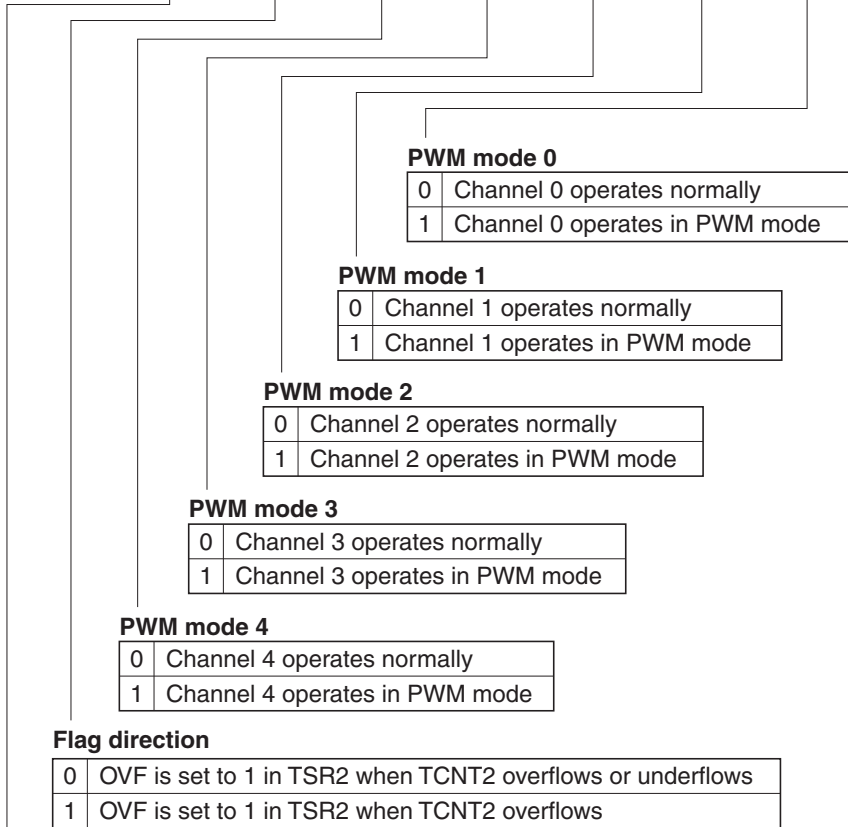 PWM mode 0
0 Channel 0 operates normally
1 Channel 0 operates in PWM mode
PWM mode 1
0 Channel 1 operates normally
1 Channel 1 operates in PWM mode
PWM mode 2
0 Channel 2 operates normally
1 Channel 2 operates in PWM mode
PWM mode 3
0 Channel 3 operates normally
1 Channel 3 operates in PWM mode
PWM mode 4
0 Channel 4 operates normally
1 Channel 4 operates in PWM mode
Flag direction
0 OVF is set to 1 in TSR2 when TCNT2 overflows or underflows
1 OVF is set to 1 in TSR2 when TCNT2 overflows